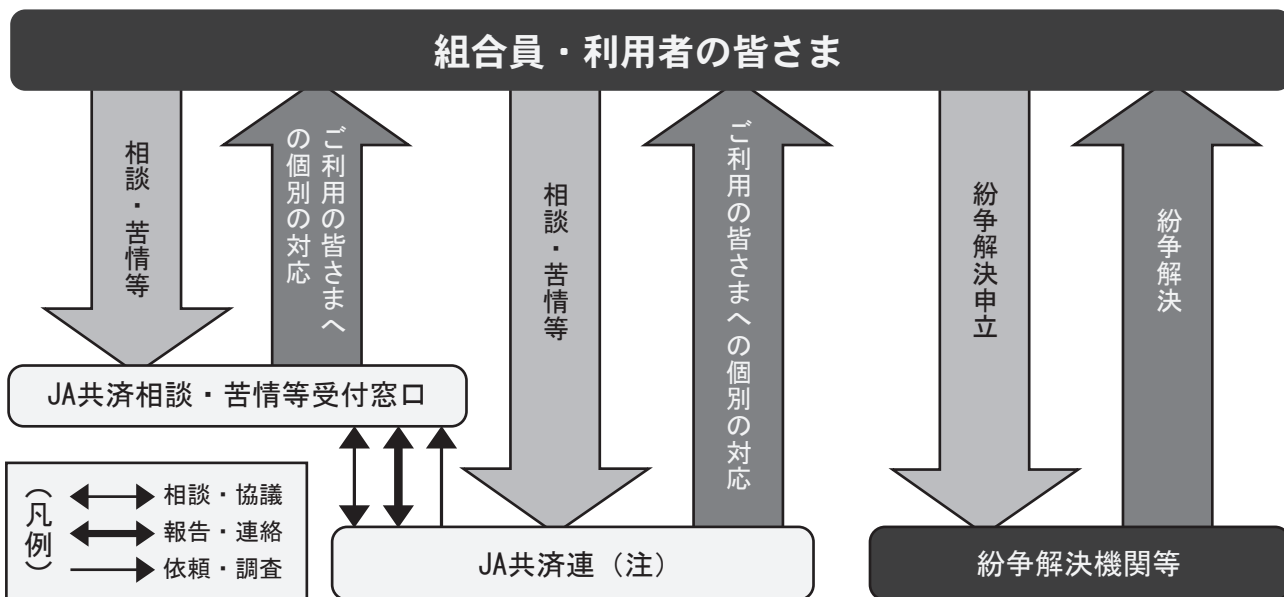 組合員・利用者の皆さま
相談・苦情等
ご利用の皆さまへ
の個別の対応
相談・苦情等
ご利用の皆さまへの個別の対応
紛争解決申立
紛争解決
JA共済相談・苦情等受付窓口
（凡例）
相談・協議
報告・連絡
依頼・調査
JA共済連（注）
紛争解決機関等